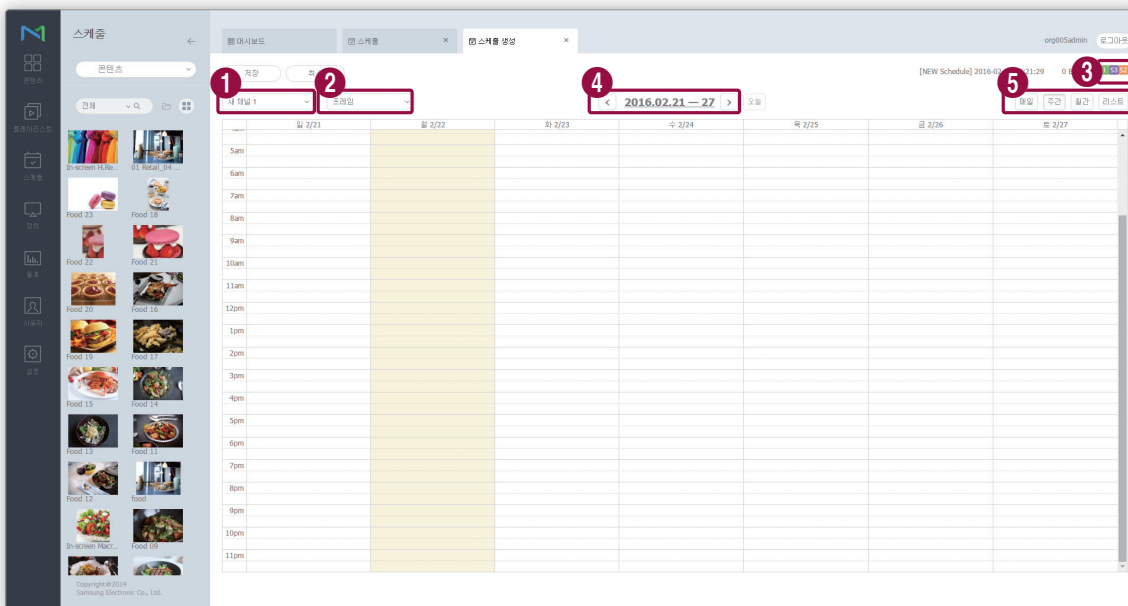 스케줄
←
콘텐츠
전체
In-screen H.Re...
01 Retail_04 ...
Food 23
Food 18
Food 22
Food 21
Food 20
Food 16
Food 19
Food 17
Food 15
Food 14
Food 13
Food 11
Food 12
food
In-screen Macr...
Food 09
Copyright©2014
Samsung Electronic Co., Ltd.
콘텐츠
플레이리스트
스케줄
장치
통계
사용자
설정
대시보드
스케줄 ×
스케줄 생성 ×
org005admin 로그아웃
1 저장
2
4
3
5
[NEW Schedule] 2016-02 21:29 0 S3 S2
새 채널 1
프레임
< 2016.02.21 — 27 > 오늘
매일 주간 월간 리스트
일 2/21 월 2/22 화 2/23 수 2/24 목 2/25 금 2/26 토 2/27
5am
6am
7am
8am
9am
10am
11am
12pm
1pm
2pm
3pm
4pm
5pm
6pm
7pm
8pm
9pm
10pm
11pm